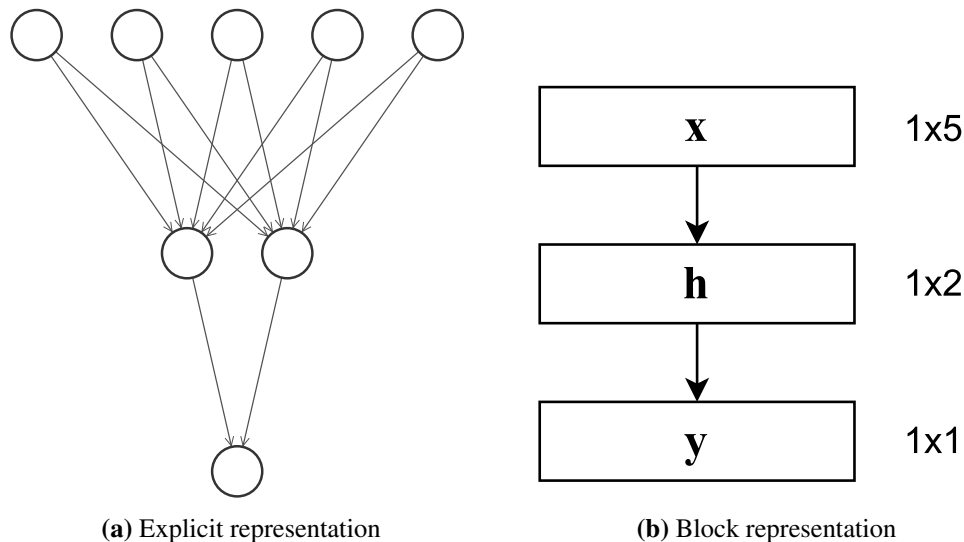 x 1x5
h 1x2
y 1x1
(a) Explicit representation
(b) Block representation